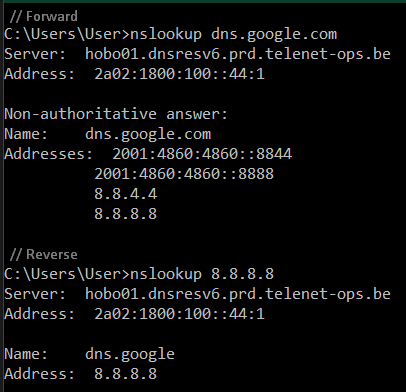 // Forward
C:\Users\User>nslookup dns.google.com
Server:  hobo01.dnsresv6.prd.telenet-ops.be
Address:  2a02:1800:100::44:1
Non-authoritative answer:
Name:    dns.google.com
Addresses:  2001:4860:4860::8844
2001:4860:4860::8888
8.8.4.4
8.8.8.8
// Reverse
C:\Users\User>nslookup 8.8.8.8
Server:  hobo01.dnsresv6.prd.telenet-ops.be
Address:  2a02:1800:100::44:1
Name:    dns.google
Address:  8.8.8.8